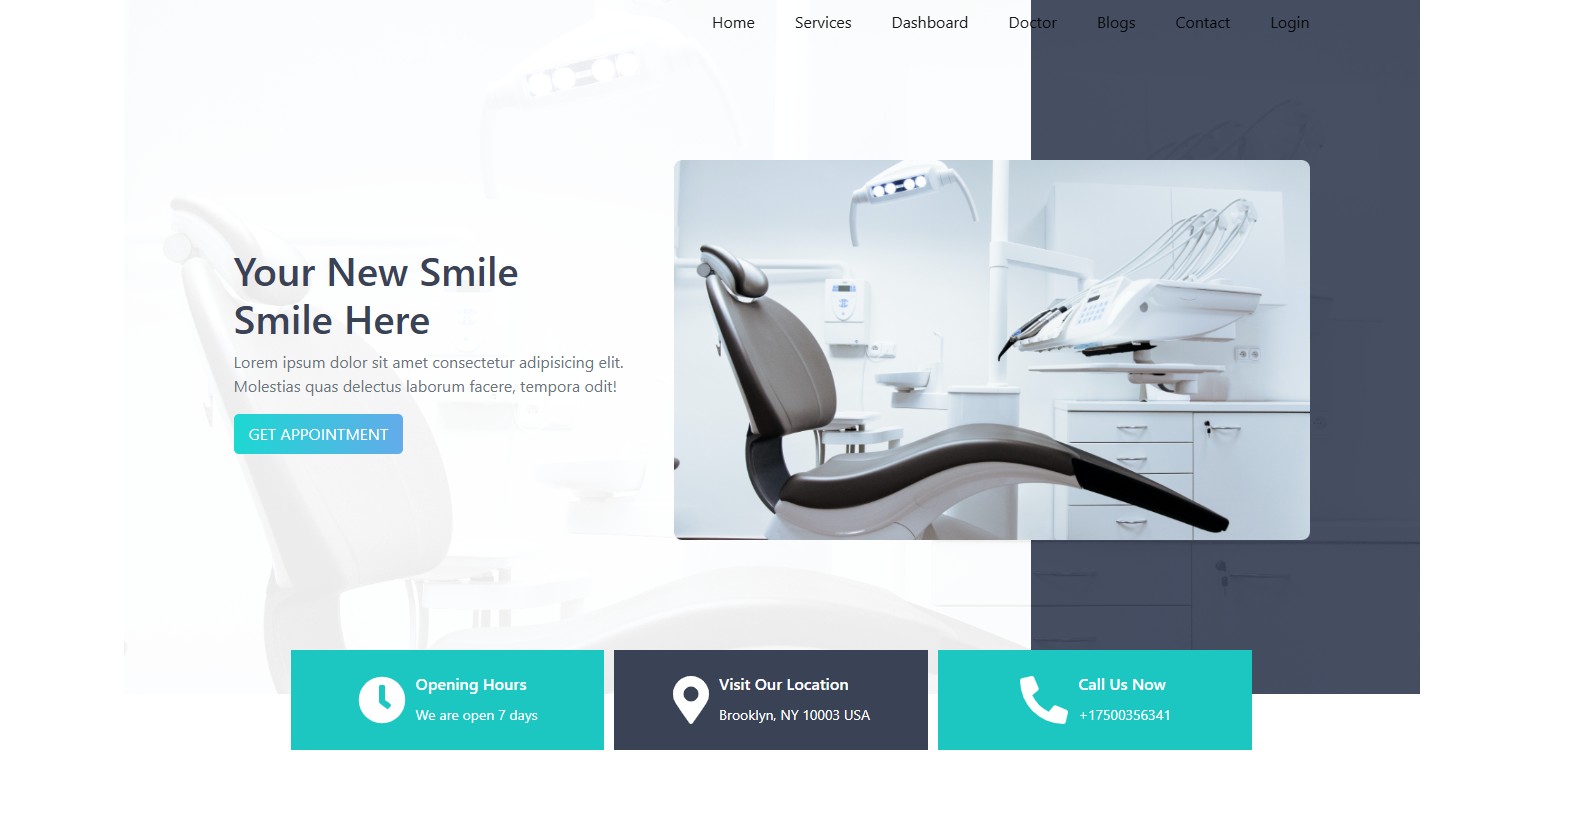 Home Services Dashboard Doctor Blogs Contact Login
Your New Smile
Smile Here
Lorem ipsum dolor sit amet consectetur adipisicing elit.
Molestias quas delectus laborum facere, tempora odit!
GET APPOINTMENT
Opening Hours
We are open 7 days
Visit Our Location
Brooklyn, NY 10003 USA
Call Us Now
+17500356341